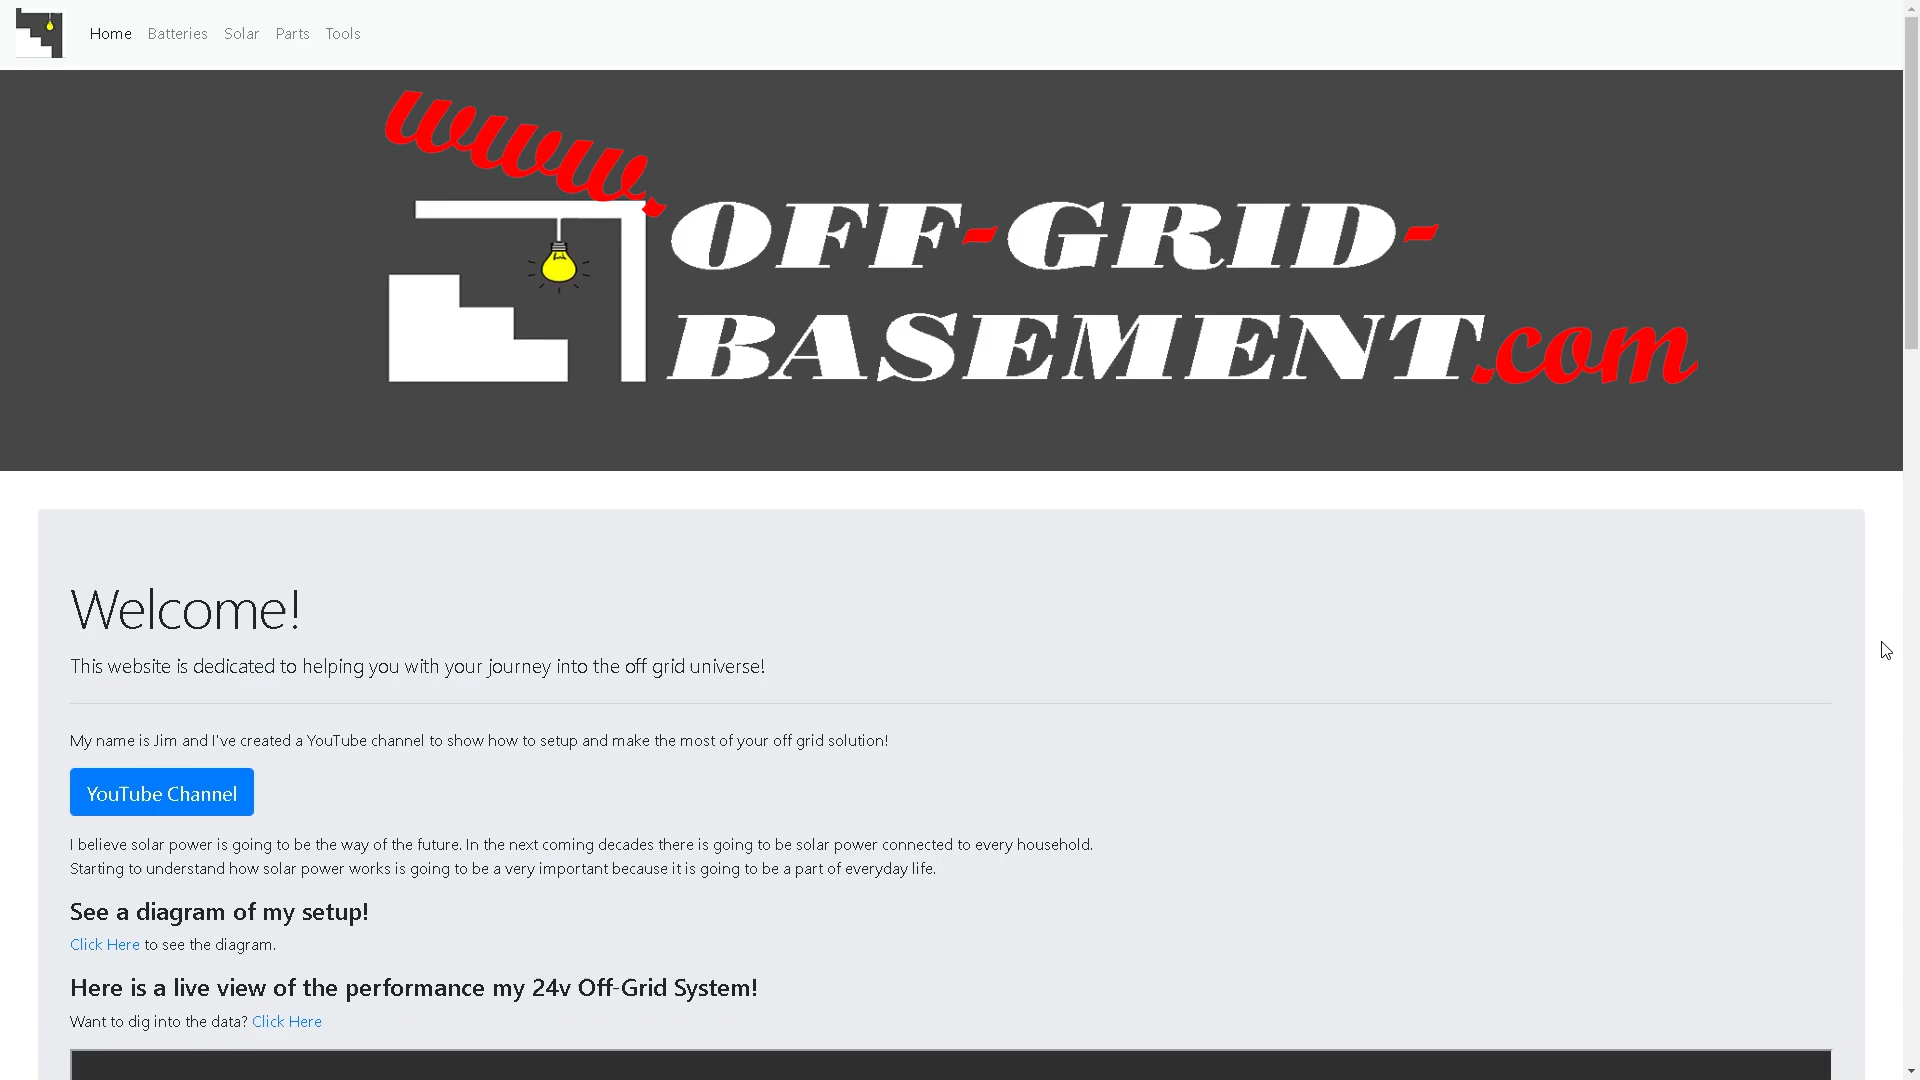 Home Batteries Solar Parts Tools
www.
OFF-GRID-
BASEMENT.com
Welcome!
This website is dedicated to helping you with your journey into the off grid universe!
My name is Jim and I've created a YouTube channel to show how to setup and make the most of your off grid solution!
YouTube Channel
I believe solar power is going to be the way of the future. In the next coming decades there is going to be solar power connected to every household.
Starting to understand how solar power works is going to be a very important because it is going to be a part of everyday life.
See a diagram of my setup!
Click Here to see the diagram.
Here is a live view of the performance my 24v Off-Grid System!
Want to dig into the data? Click Here